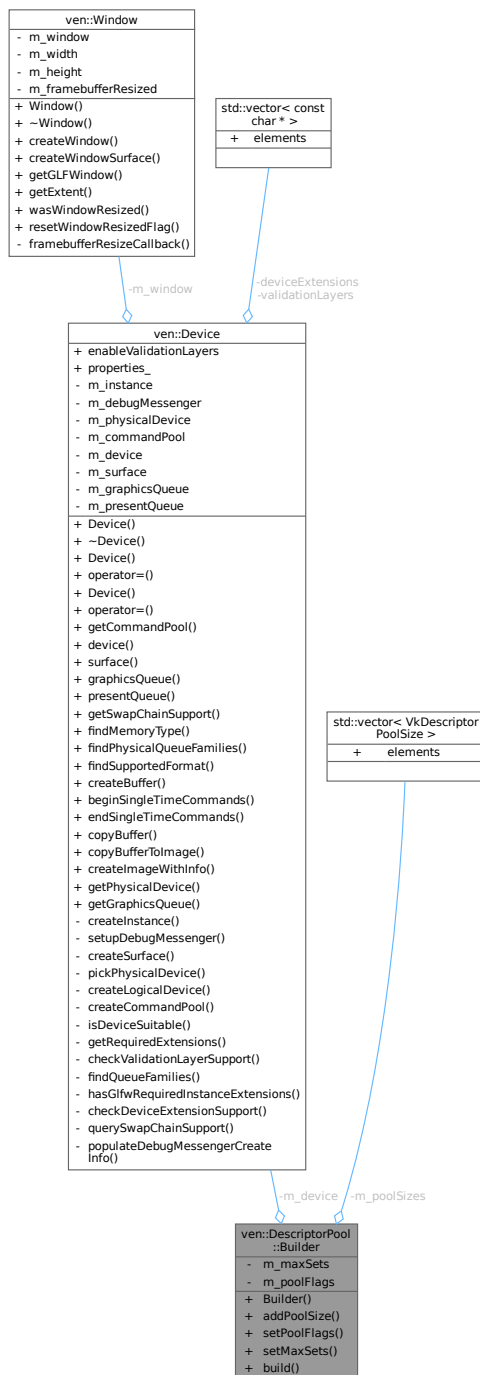 ven::Window
- m_window
- m_width
- m_height
- m_framebufferResized
+ Window()
+ ~Window()
+ createWindow()
+ createWindowSurface()
+ getGLFWindow()
+ getExtent()
+ wasWindowResized()
+ resetWindowResizedFlag()
- framebufferResizeCallback()
std::vector< const
char * >
+ elements
-m_window
-deviceExtensions
-validationLayers
ven::Device
+ enableValidationLayers
+ properties_
- m_instance
- m_debugMessenger
- m_physicalDevice
- m_commandPool
- m_device
- m_surface
- m_graphicsQueue
- m_presentQueue
+ Device()
+ ~Device()
+ Device()
+ operator=()
+ Device()
+ operator=()
+ getCommandPool()
+ device()
+ surface()
+ graphicsQueue()
+ presentQueue()
+ getSwapChainSupport()
+ findMemoryType()
+ findPhysicalQueueFamilies()
+ findSupportedFormat()
+ createBuffer()
+ beginSingleTimeCommands()
+ endSingleTimeCommands()
+ copyBuffer()
+ copyBufferToImage()
+ createImageWithInfo()
+ getPhysicalDevice()
+ getGraphicsQueue()
- createInstance()
- setupDebugMessenger()
- createSurface()
- pickPhysicalDevice()
- createLogicalDevice()
- createCommandPool()
- isDeviceSuitable()
- getRequiredExtensions()
- checkValidationLayerSupport()
- findQueueFamilies()
- hasGlfwRequiredInstanceExtensions()
- checkDeviceExtensionSupport()
- querySwapChainSupport()
- populateDebugMessengerCreate
Info()
std::vector< VkDescriptor
PoolSize >
+ elements
-m_device
-m_poolSizes
ven::DescriptorPool
::Builder
- m_maxSets
- m_poolFlags
+ Builder()
+ addPoolSize()
+ setPoolFlags()
+ setMaxSets()
+ build()